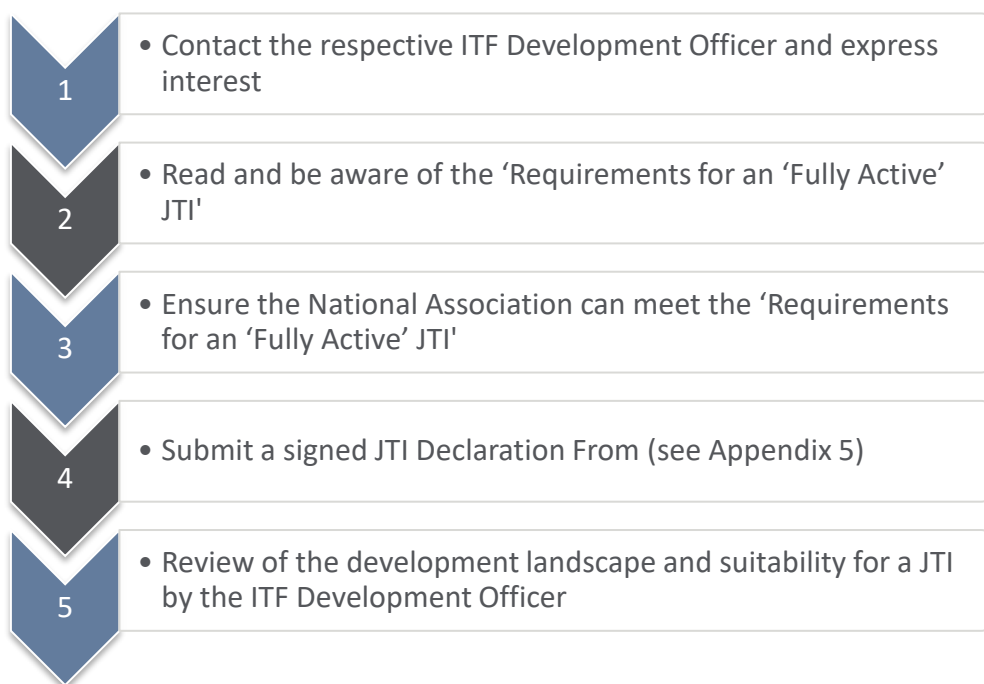 1
• Contact the respective ITF Development Officer and express
interest
2
• Read and be aware of the ‘Requirements for an ‘Fully Active’
JTI'
3
• Ensure the National Association can meet the ‘Requirements
for an ‘Fully Active’ JTI'
4
• Submit a signed JTI Declaration From (see Appendix 5)
5
• Review of the development landscape and suitability for a JTI
by the ITF Development Officer